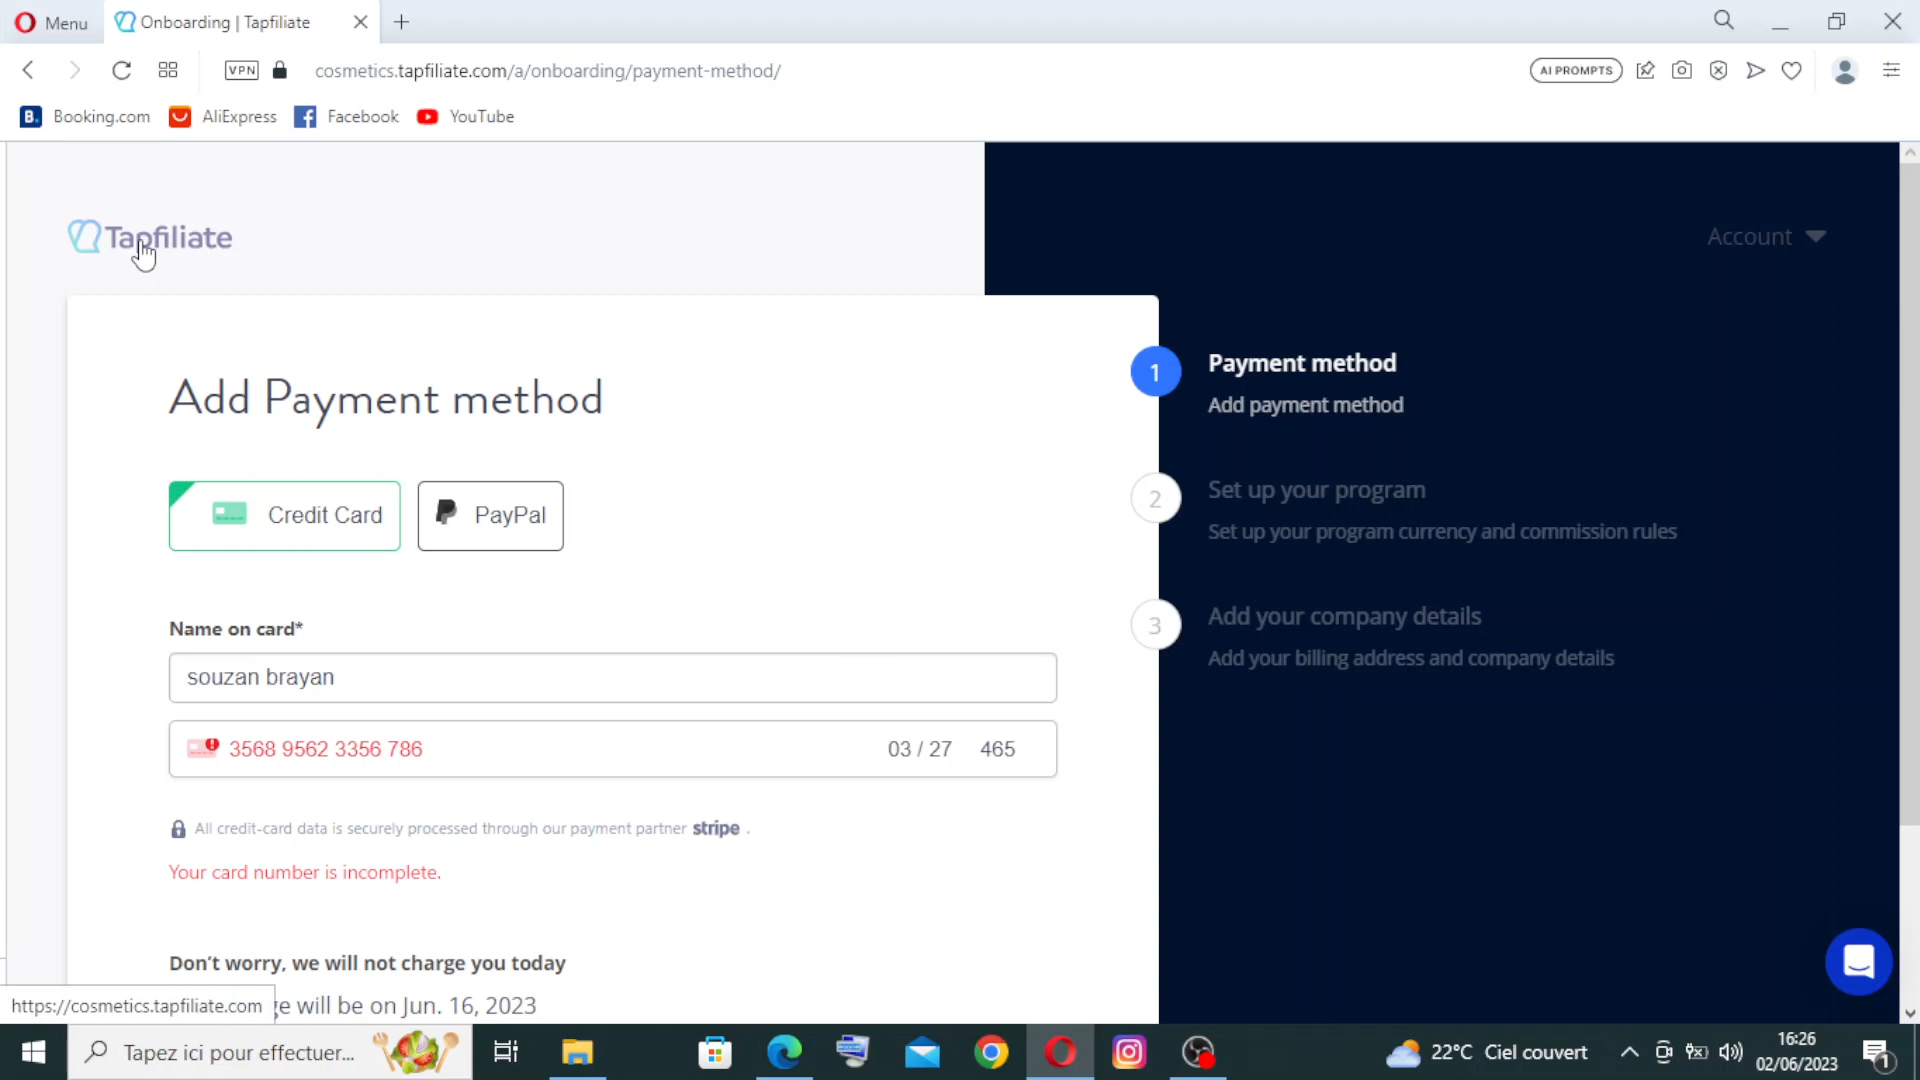 Menu
Onboarding | Tapfiliate
VPN
cosmetics.tapfiliate.com/a/onboarding/payment-method/
AI PROMPTS
B. Booking.com
AliExpress
Facebook
YouTube
Tapfiliate
Account
Add Payment method
Credit Card
PayPal
Name on card*
souzan brayan
3568 9562 3356 786 03 / 27 465
All credit-card data is securely processed through our payment partner stripe .
Your card number is incomplete.
Don't worry, we will not charge you today
ge will be on Jun. 16, 2023
1
Payment method
Add payment method
2
Set up your program
Set up your program currency and commission rules
3
Add your company details
Add your billing address and company details
https://cosmetics.tapfiliate.com
Tapez ici pour effectuer...
22°C Ciel couvert
16:26
02/06/2023
1